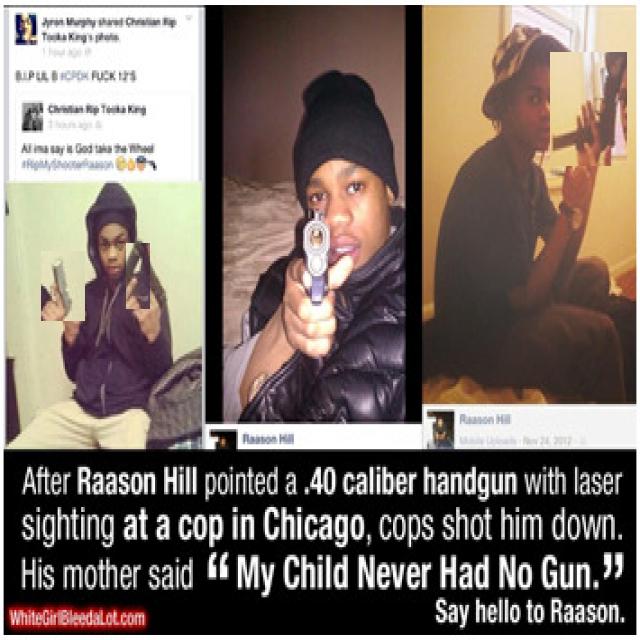 Jyron Murphy shared Christian Rip
Tooka King's photo.
1 hour ago
B.I.P LIL B #CPDK FUCK 12'S
Christian Rip Tooka King
3 hours ago
All ima say is God take the Wheel
#RipMyShooterRaason
Raason Hill
Raason Hill
Mobile Uploads · Nov 24, 2012 ·
After Raason Hill pointed a .40 caliber handgun with laser
sighting at a cop in Chicago, cops shot him down.
His mother said “My Child Never Had No Gun.”
Say hello to Raason.
WhiteGirlBleedaLot.com